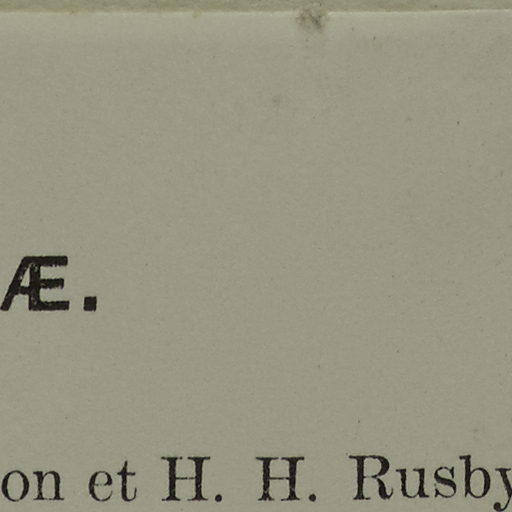 Æ.
on et H. H. Rusby